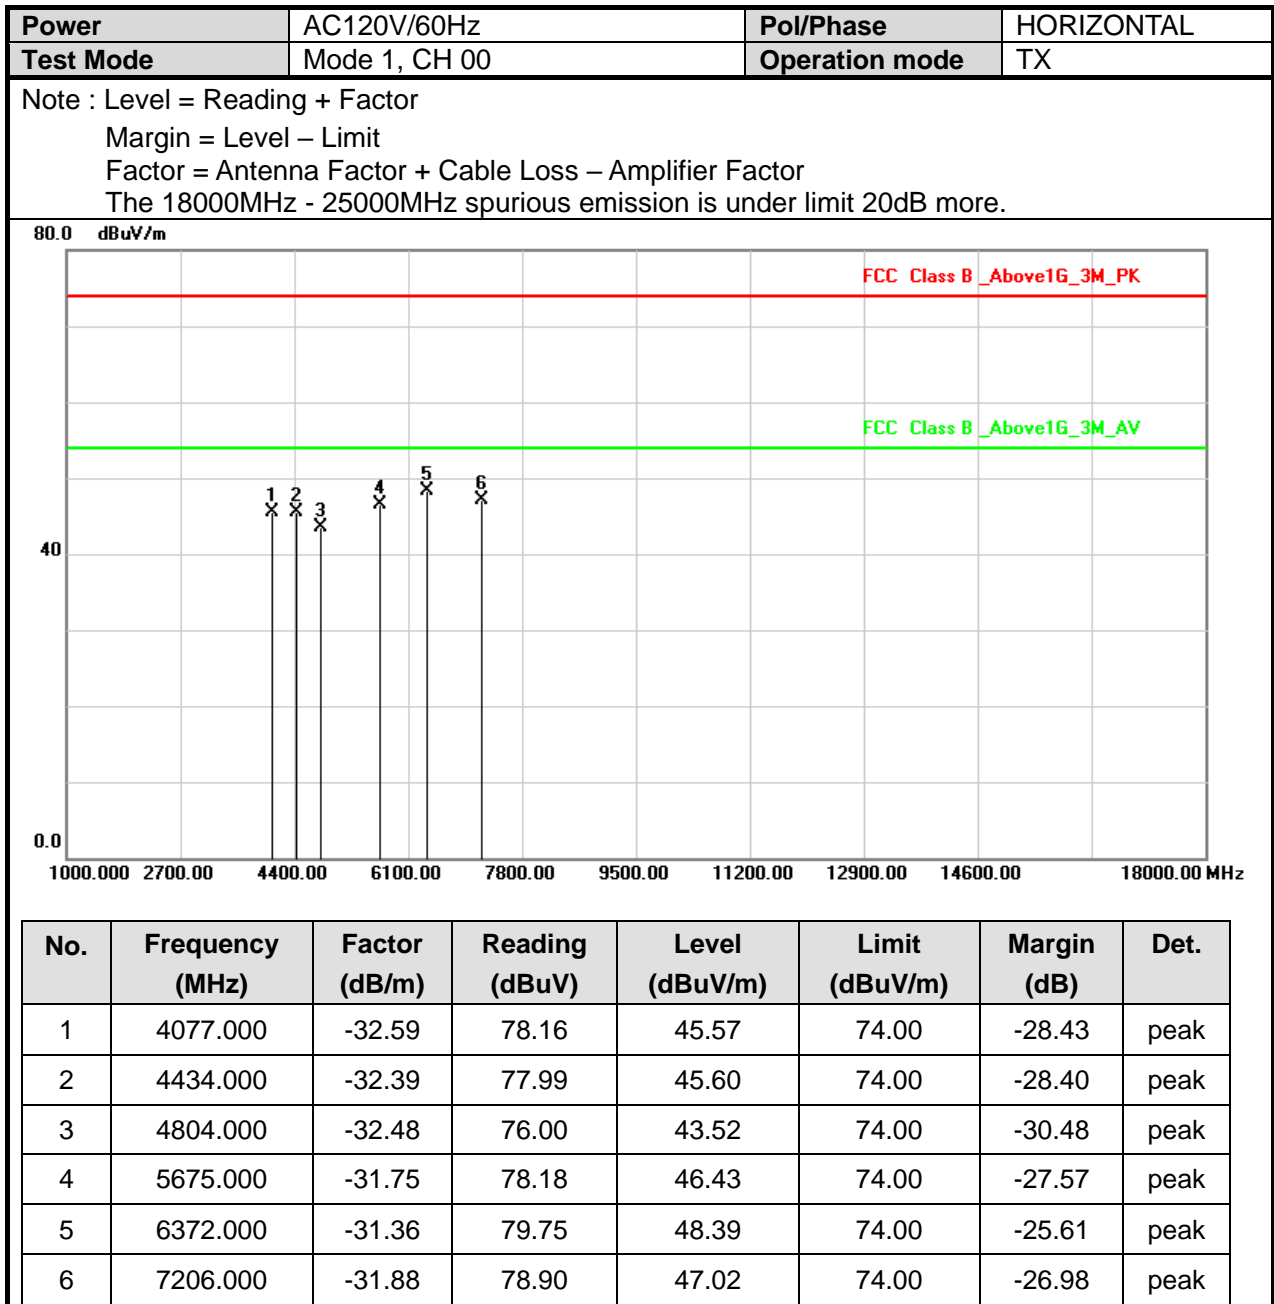 Power AC120V/60Hz Pol/Phase HORIZONTAL
Test Mode Mode 1, CH 00 Operation mode TX
Note : Level = Reading + Factor
Margin = Level – Limit
Factor = Antenna Factor + Cable Loss – Amplifier Factor
The 18000MHz - 25000MHz spurious emission is under limit 20dB more.
80.0 dBuV/m
FCC Class B _Above1G_3M_PK
FCC Class B _Above1G_3M_AV
1 2 3 4 5 6
40
0.0
1000.000 2700.00 4400.00 6100.00 7800.00 9500.00 11200.00 12900.00 14600.00 18000.00 MHz
No. Frequency Factor Reading Level Limit Margin Det.
(MHz) (dB/m) (dBuV) (dBuV/m) (dBuV/m) (dB)
1 4077.000 -32.59 78.16 45.57 74.00 -28.43 peak
2 4434.000 -32.39 77.99 45.60 74.00 -28.40 peak
3 4804.000 -32.48 76.00 43.52 74.00 -30.48 peak
4 5675.000 -31.75 78.18 46.43 74.00 -27.57 peak
5 6372.000 -31.36 79.75 48.39 74.00 -25.61 peak
6 7206.000 -31.88 78.90 47.02 74.00 -26.98 peak